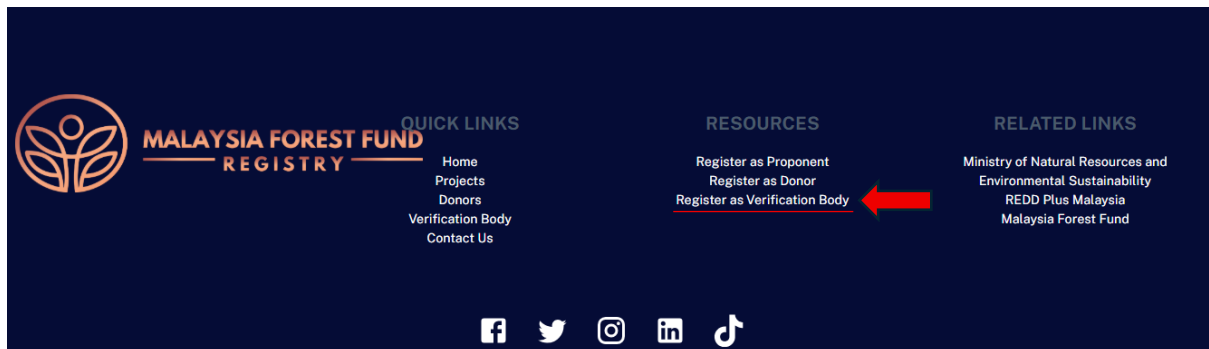 MALAYSIA FOREST FUND
REGISTRY
QUICK LINKS
Home
Projects
Donors
Verification Body
Contact Us
RESOURCES
Register as Proponent
Register as Donor
Register as Verification Body
RELATED LINKS
Ministry of Natural Resources and
Environmental Sustainability
REDD Plus Malaysia
Malaysia Forest Fund